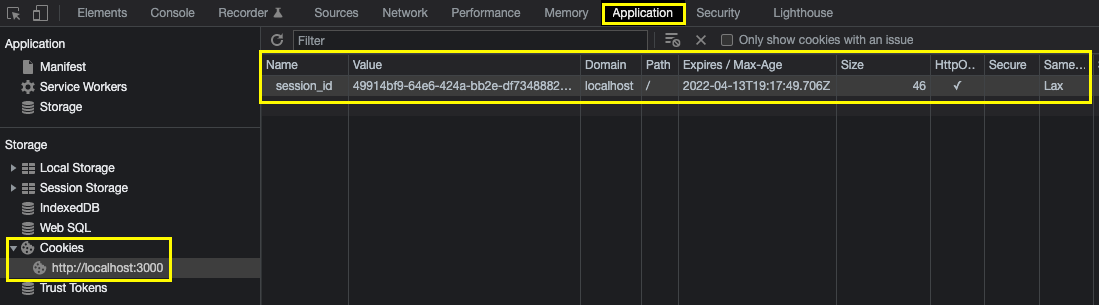 Elements Console Recorder Sources Network Performance Memory Application Security Lighthouse
Application
Manifest
Service Workers
Storage
Storage
Local Storage
Session Storage
IndexedDB
Web SQL
Cookies
http://localhost:3000
Trust Tokens
Filter Only show cookies with an issue
Name Value Domain Path Expires / Max-Age Size HttpO... Secure Same...
session_id 49914bf9-64e6-424a-bb2e-df7348882... localhost / 2022-04-13T19:17:49.706Z 46 ✓ Lax